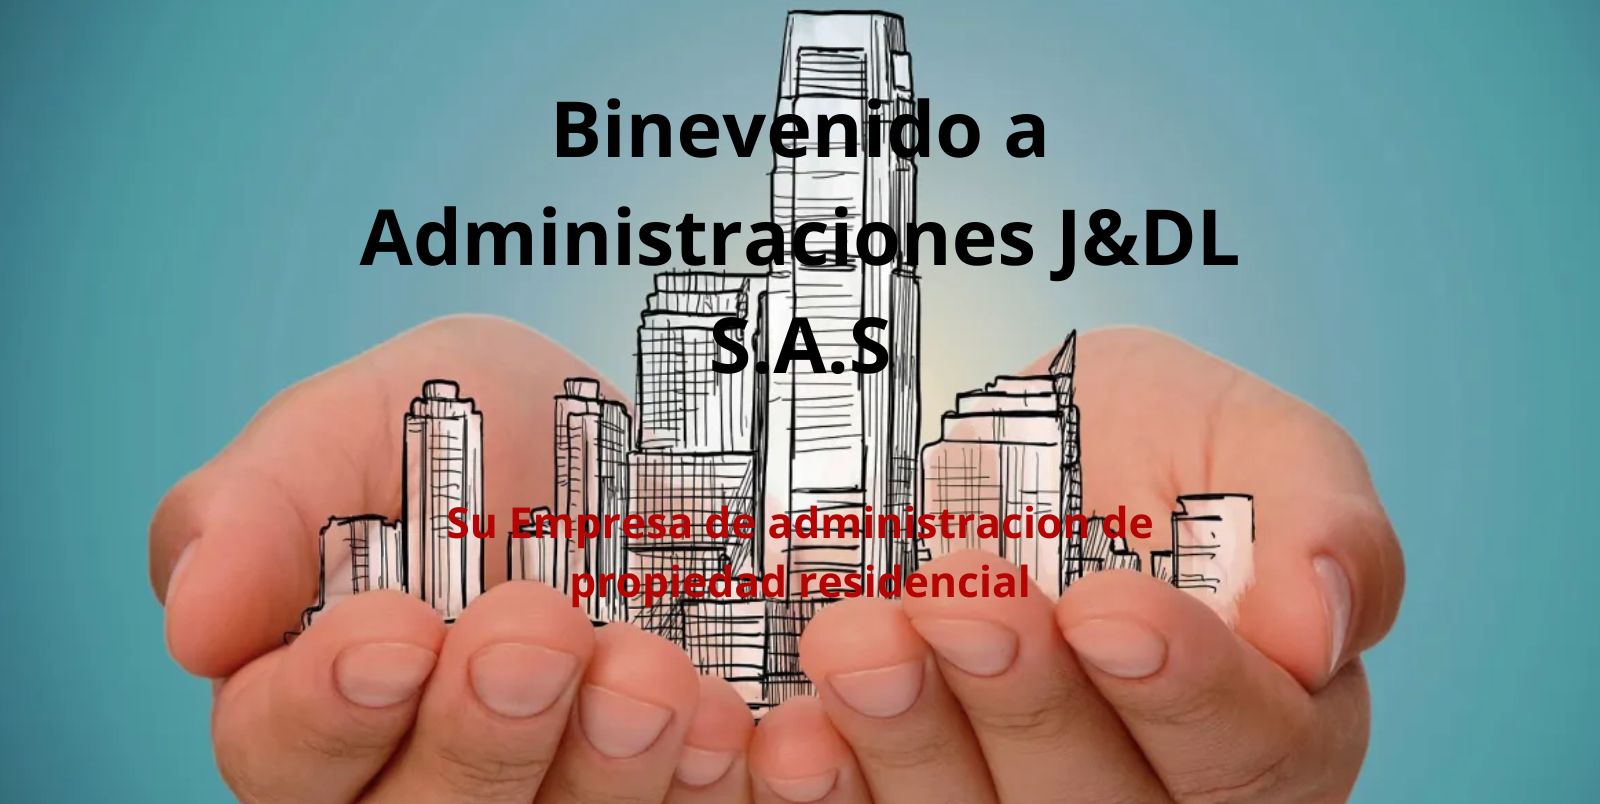 Binevenido a
Administraciones J&DL
S.A.S
Su Empresa de administracion de
propiedad residencial